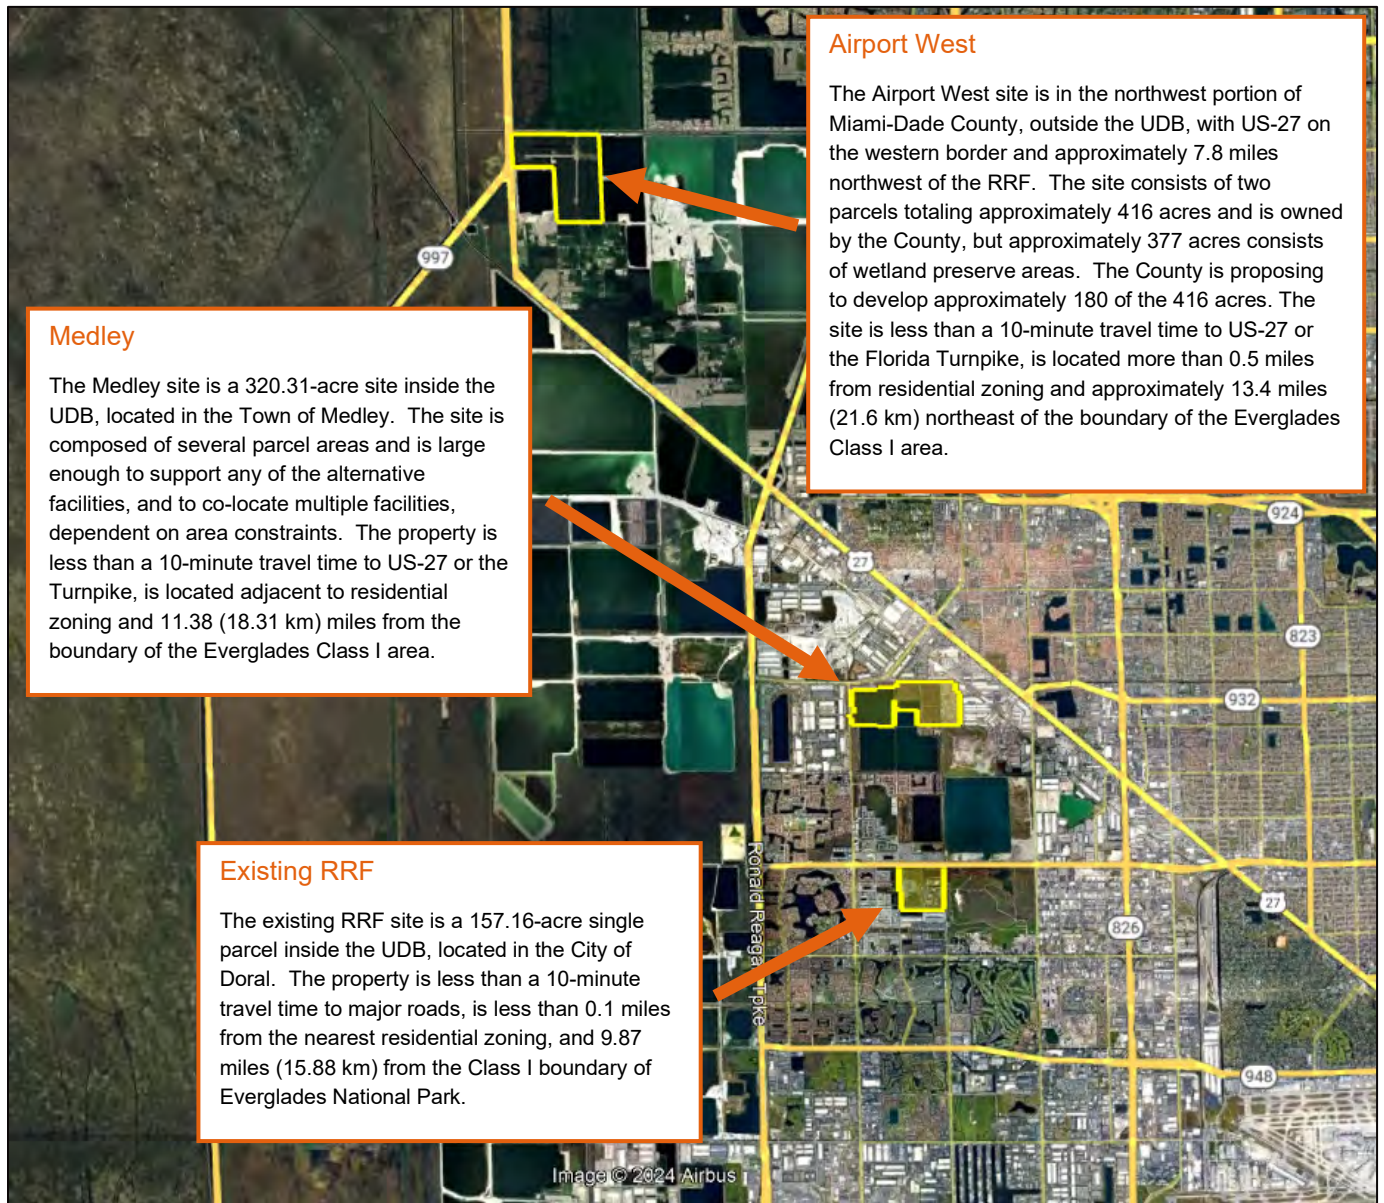 Airport West
The Airport West site is in the northwest portion of
Miami-Dade County, outside the UDB, with US-27 on
the western border and approximately 7.8 miles
northwest of the RRF. The site consists of two
parcels totaling approximately 416 acres and is owned
by the County, but approximately 377 acres consists
of wetland preserve areas. The County is proposing
to develop approximately 180 of the 416 acres. The
site is less than a 10-minute travel time to US-27 or
the Florida Turnpike, is located more than 0.5 miles
from residential zoning and approximately 13.4 miles
(21.6 km) northeast of the boundary of the Everglades
Class I area.
997
Medley
The Medley site is a 320.31-acre site inside the
UDB, located in the Town of Medley. The site is
composed of several parcel areas and is large
enough to support any of the alternative
facilities, and to co-locate multiple facilities,
dependent on area constraints. The property is
less than a 10-minute travel time to US-27 or the
Turnpike, is located adjacent to residential
zoning and 11.38 (18.31 km) miles from the
boundary of the Everglades Class I area.
924
27
823
932
Existing RRF
The existing RRF site is a 157.16-acre single
parcel inside the UDB, located in the City of
Doral. The property is less than a 10-minute
travel time to major roads, is less than 0.1 miles
from the nearest residential zoning, and 9.87
miles (15.88 km) from the Class I boundary of
Everglades National Park.
Ronald Reagan Tpke
27
826
948
Image © 2024 Airbus